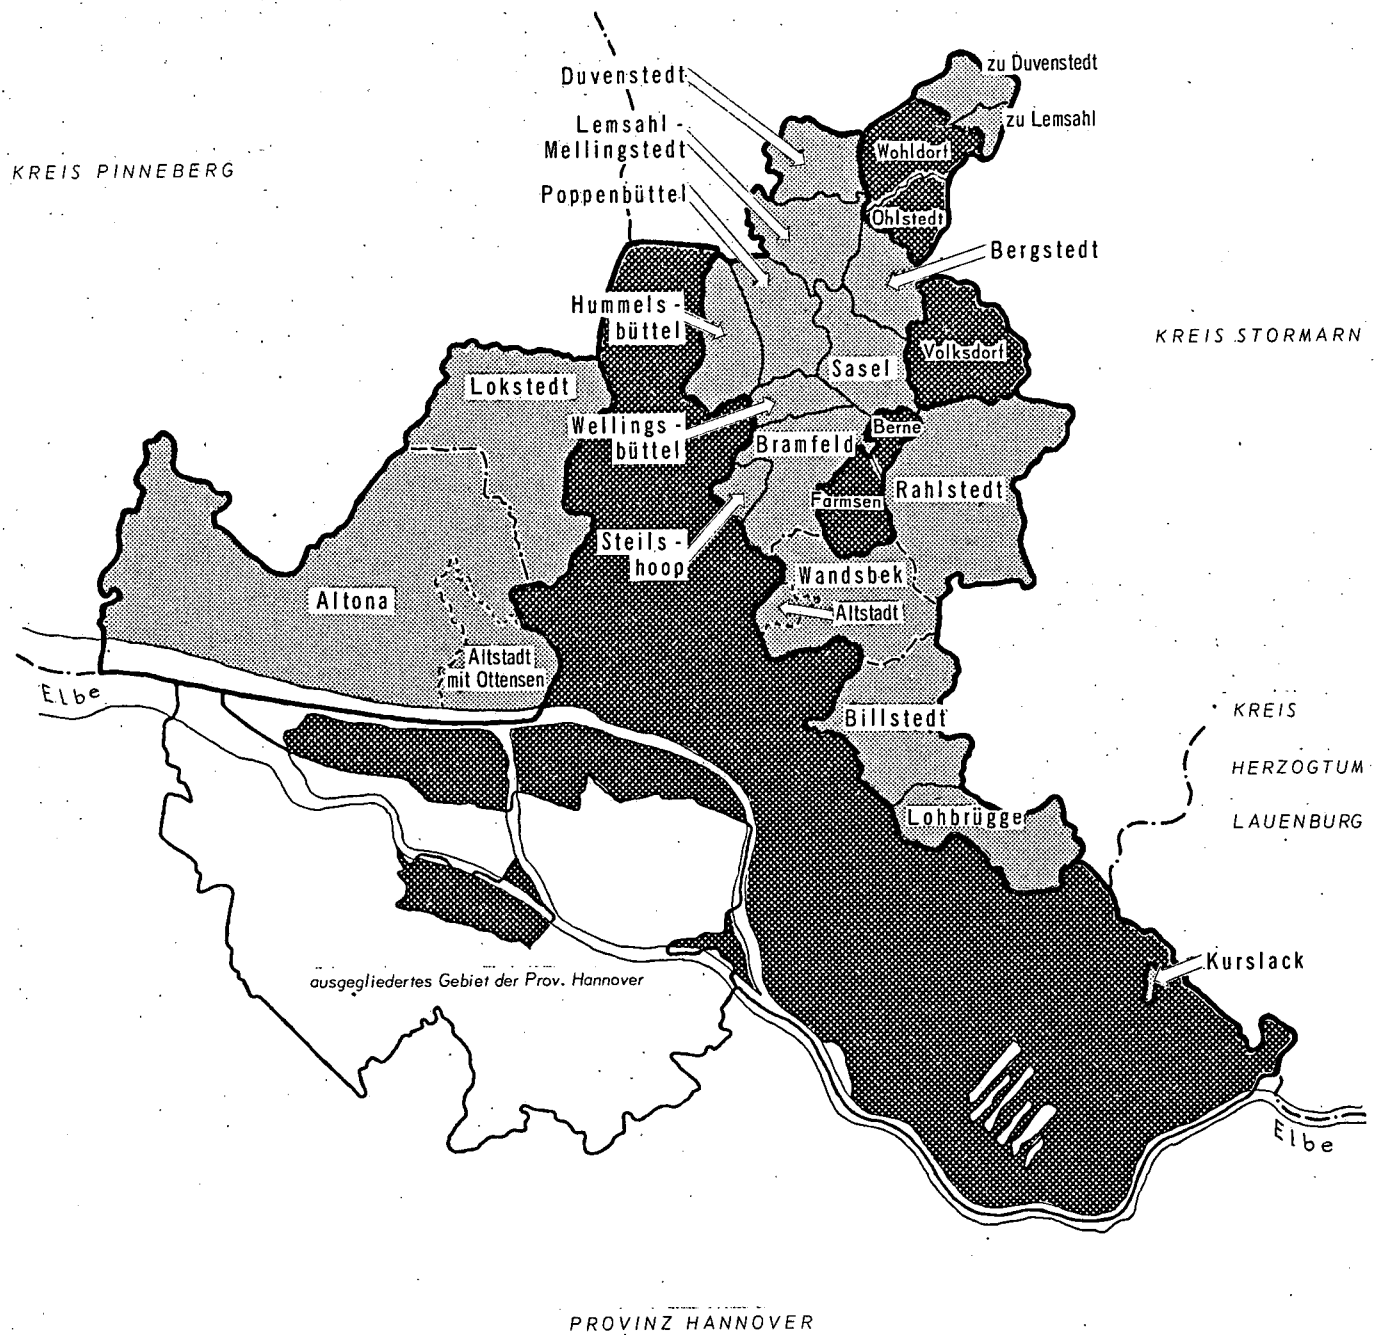 zu Duvenstedt
Duvenstedt
zu Lemsahl
Lemsahl -
Mellingstedt
Wohldorf
KREIS PINNEBERG
Poppenbüttel
Ohlstedt
Bergstedt
Hummels -
büttel
KREIS STORMARN
Volksdorf
Sasel
Lokstedt
Wellings -
büttel
Berne
Bramfeld
Rahlstedt
Farmsen
Steils -
hoop
Wandsbek
Altona
Altstadt
Altstadt
mit Ottensen
Elbe
Billstedt
KREIS
HERZOGTUM
LAUENBURG
Lohbrügge
Kurslack
ausgegliedertes Gebiet der Prov. Hannover
Elbe
PROVINZ HANNOVER